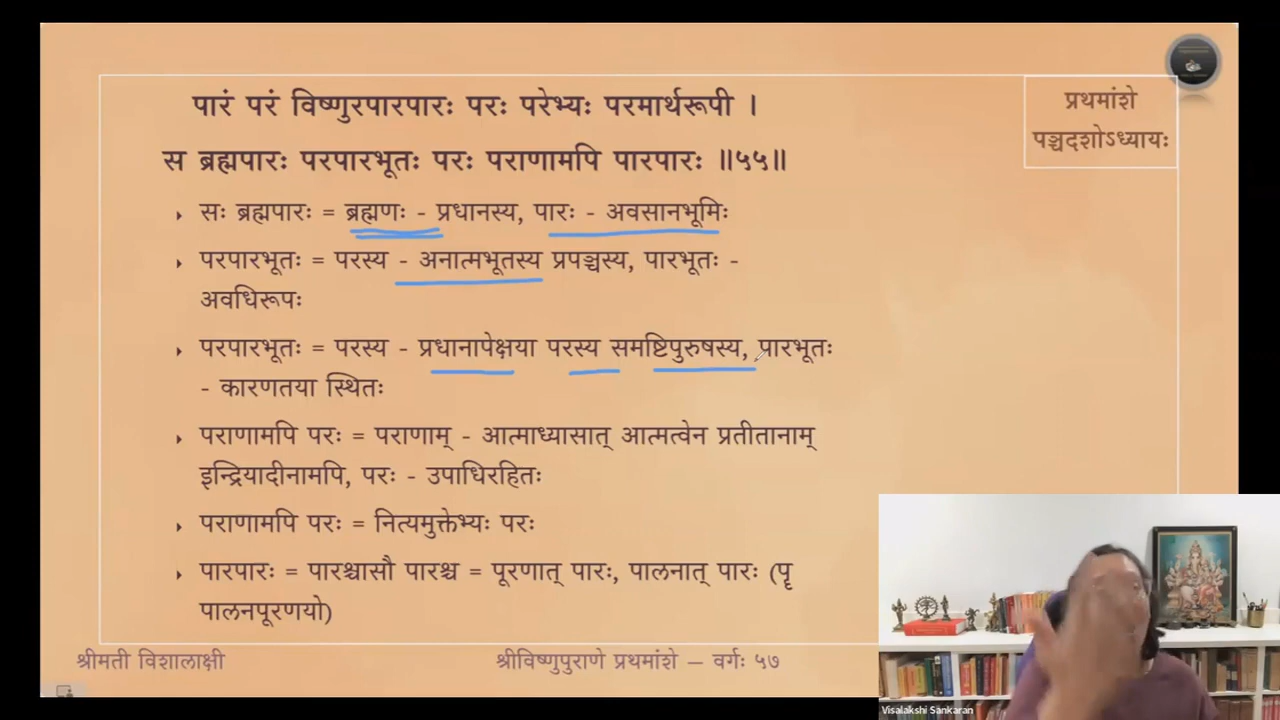 पारं परं विष्णुरपारपारः परः परेभ्यः परमार्थरूपी ।
स ब्रह्मपारः परपारभूतः परः पराणामपि पारपारः ॥५५॥
प्रथमांशे
पञ्चदशोऽध्यायः
सः ब्रह्मपारः = ब्रह्मणः - प्रधानस्य, पारः - अवसानभूमिः
परपारभूतः = परस्य - अनात्मभूतस्य प्रपञ्चस्य, पारभूतः -
अवधिरूपः
परपारभूतः = परस्य - प्रधानापेक्षया परस्य समष्टिपुरुषस्य, पारभूतः
- कारणतया स्थितः
पराणामपि परः = पराणाम् - आत्माध्यासात् आत्मत्वेन प्रतीतानाम्
इन्द्रियादीनामपि, परः - उपाधिरहितः
पराणामपि परः = नित्यमुक्तेभ्यः परः
पारपारः = पारश्चासौ पारश्च = पूरणात् पारः, पालनात् पारः (पॄ
पालनपूरणयो)
श्रीमती विशालाक्षी
श्रीविष्णुपुराणे प्रथमांशे – वर्गः ५७
Visalakshi Sankaran